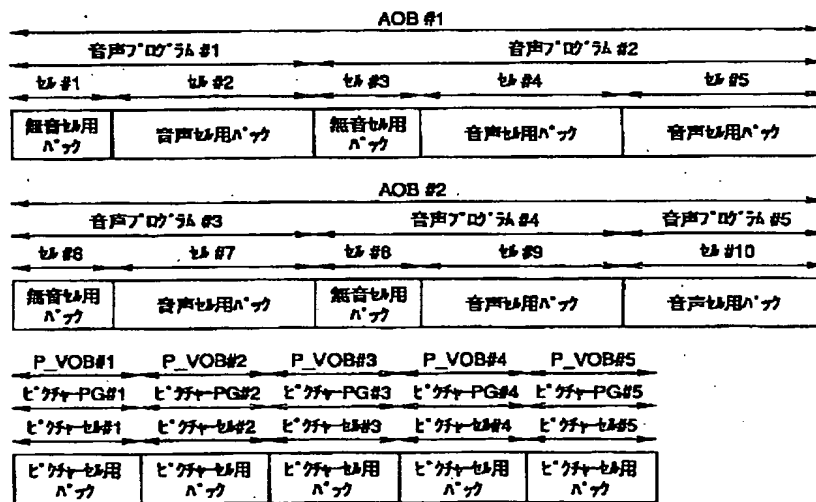 AOB #1
音声ﾌﾟﾛｸﾞﾗﾑ #1 音声ﾌﾟﾛｸﾞﾗﾑ #2
ｾﾙ #1 ｾﾙ #2 ｾﾙ #3 ｾﾙ #4 ｾﾙ #5
無音ｾﾙ用 音声ｾﾙ用ﾊﾟｯｸ 無音ｾﾙ用 音声ｾﾙ用ﾊﾟｯｸ 音声ｾﾙ用ﾊﾟｯｸ
ﾊﾟｯｸ ﾊﾟｯｸ
AOB #2
音声ﾌﾟﾛｸﾞﾗﾑ #3 音声ﾌﾟﾛｸﾞﾗﾑ #4 音声ﾌﾟﾛｸﾞﾗﾑ #5
ｾﾙ #6 ｾﾙ #7 ｾﾙ #8 ｾﾙ #9 ｾﾙ #10
無音ｾﾙ用 音声ｾﾙ用ﾊﾟｯｸ 無音ｾﾙ用 音声ｾﾙ用ﾊﾟｯｸ 音声ｾﾙ用ﾊﾟｯｸ
ﾊﾟｯｸ ﾊﾟｯｸ
P_VOB#1 P_VOB#2 P_VOB#3 P_VOB#4 P_VOB#5
ﾋﾟｸﾁｬｰPG#1 ﾋﾟｸﾁｬｰPG#2 ﾋﾟｸﾁｬｰPG#3 ﾋﾟｸﾁｬｰPG#4 ﾋﾟｸﾁｬｰPG#5
ﾋﾟｸﾁｬｰｾﾙ#1 ﾋﾟｸﾁｬｰｾﾙ#2 ﾋﾟｸﾁｬｰｾﾙ#3 ﾋﾟｸﾁｬｰｾﾙ#4 ﾋﾟｸﾁｬｰｾﾙ#5
ﾋﾟｸﾁｬｰｾﾙ用 ﾋﾟｸﾁｬｰｾﾙ用 ﾋﾟｸﾁｬｰｾﾙ用 ﾋﾟｸﾁｬｰｾﾙ用 ﾋﾟｸﾁｬｰｾﾙ用
ﾊﾟｯｸ ﾊﾟｯｸ ﾊﾟｯｸ ﾊﾟｯｸ ﾊﾟｯｸ